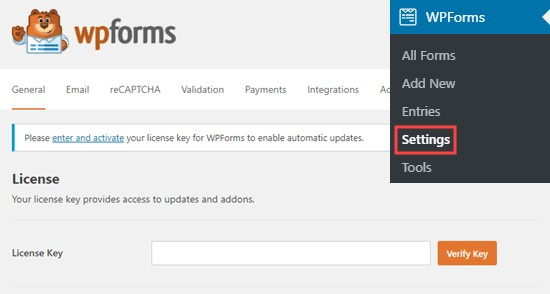 wpforms
WPForms
All Forms
Add New
Entries
Settings
Tools
General Email reCAPTCHA Validation Payments Integrations
Please enter and activate your license key for WPForms to enable automatic updates.
License
Your license key provides access to updates and addons.
License Key
Verify Key